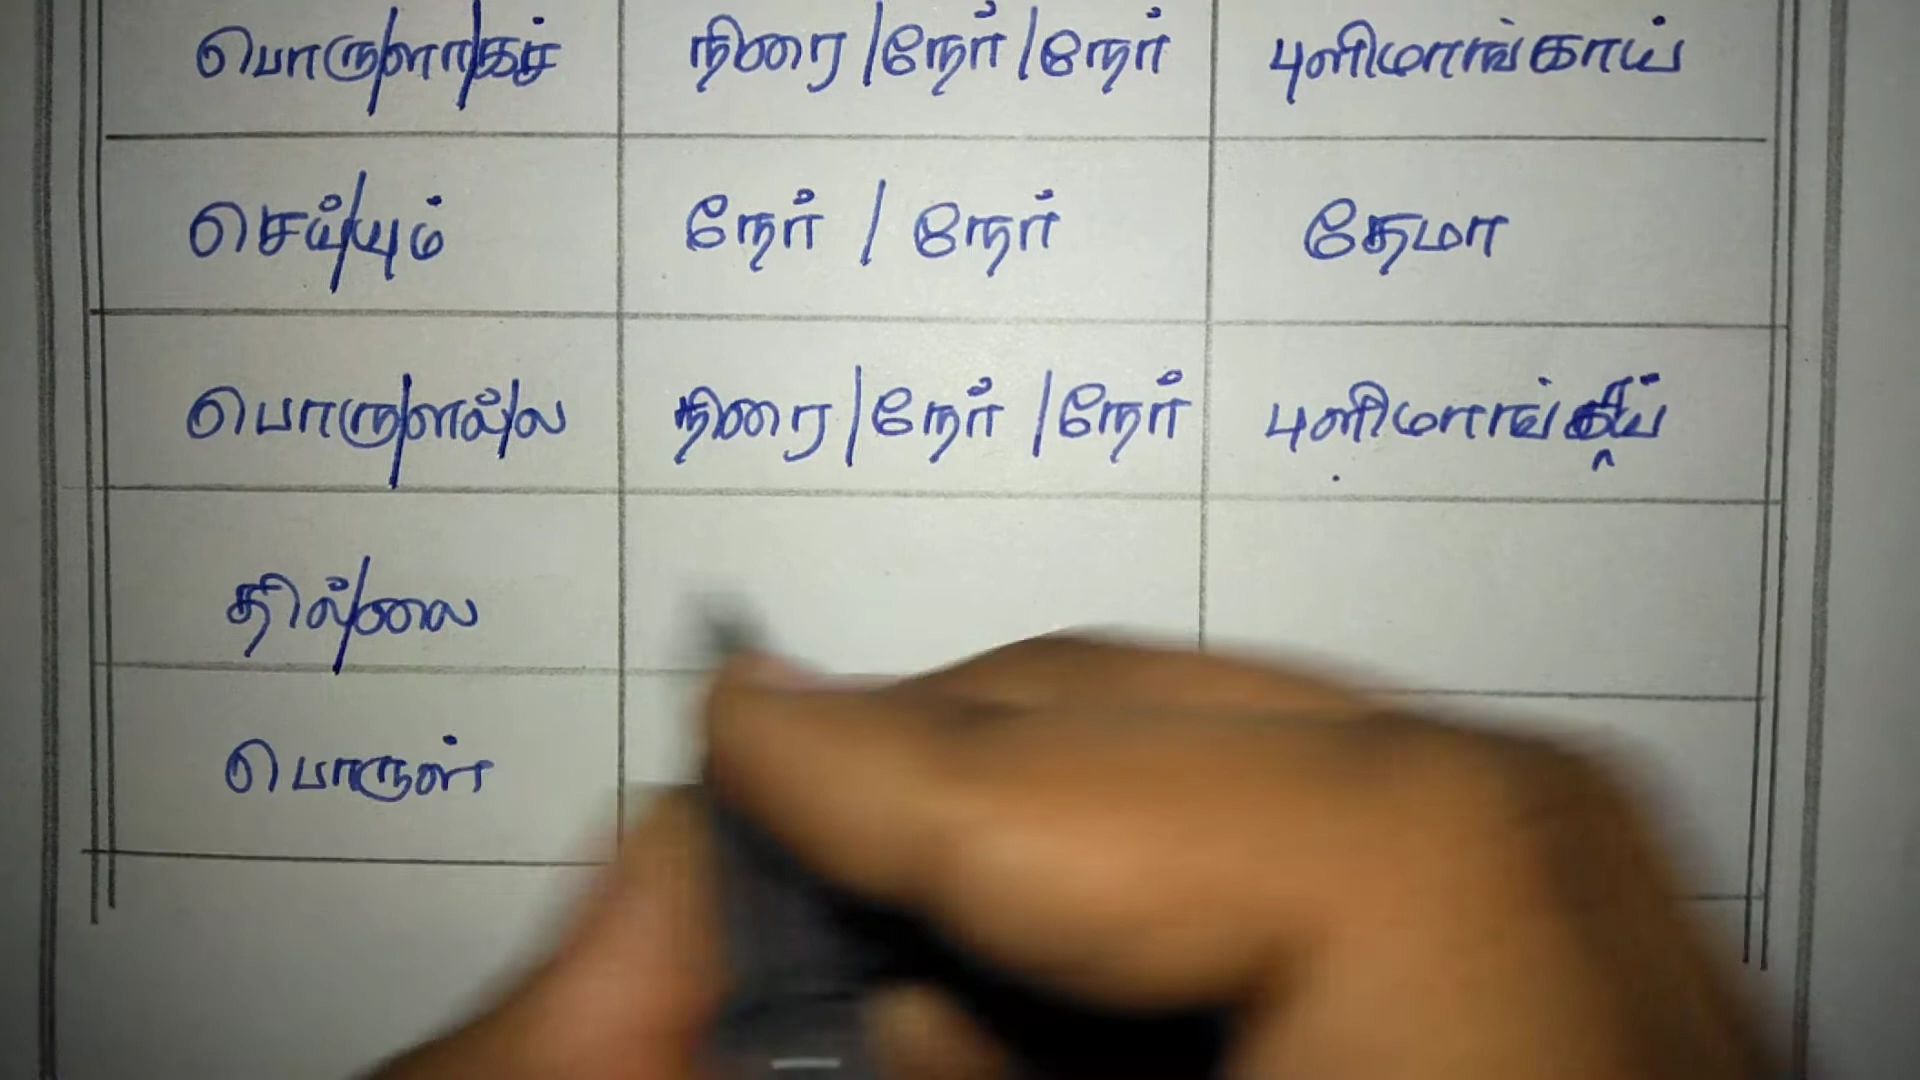 பொரு/ளா/கச் நிரை/நேர்/நேர் புளிமாங்காய்
செய்/யும் நேர் / நேர் தேமா
பொரு/ளல்/ல நிரை/நேர் /நேர் புளிமாங்காய்
தில்/லை
பொருள்